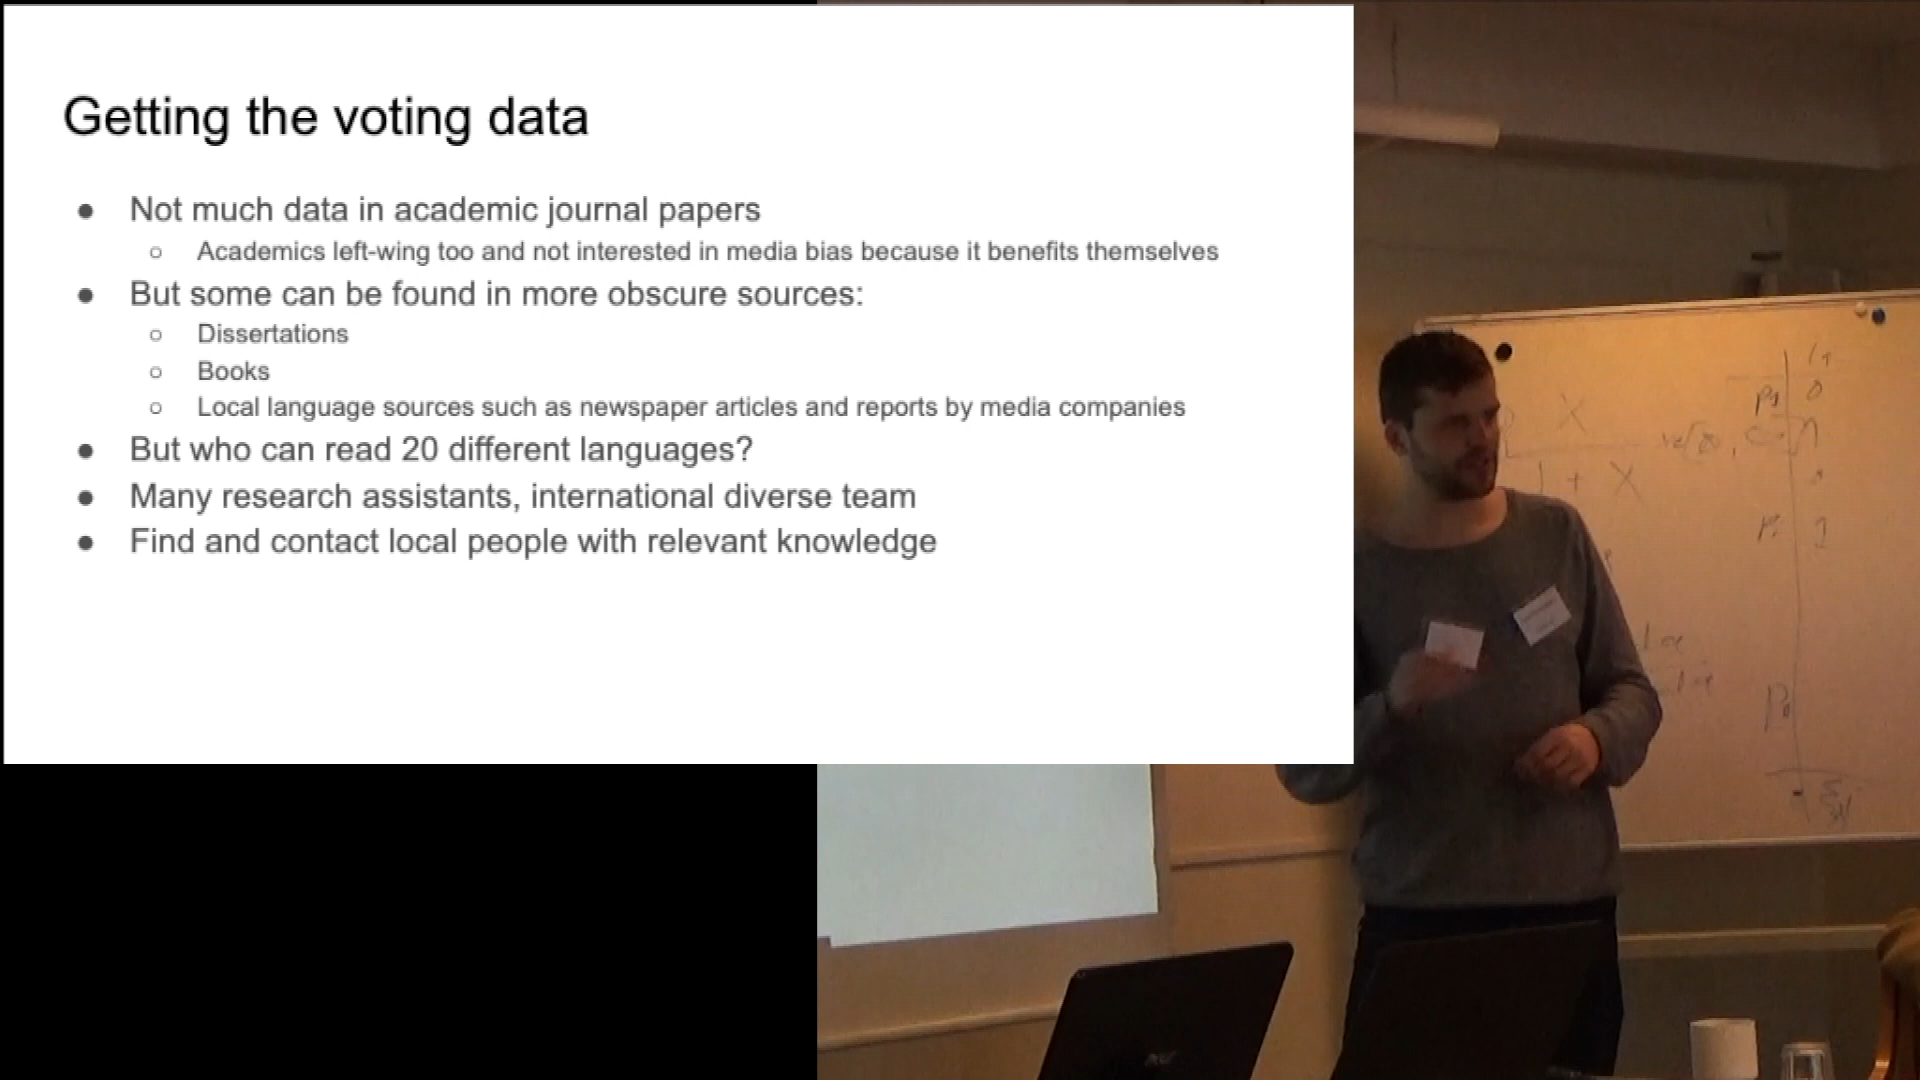 Getting the voting data
● Not much data in academic journal papers
○ Academics left-wing too and not interested in media bias because it benefits themselves
● But some can be found in more obscure sources:
○ Dissertations
○ Books
○ Local language sources such as newspaper articles and reports by media companies
● But who can read 20 different languages?
● Many research assistants, international diverse team
● Find and contact local people with relevant knowledge
X
1 + X
acer